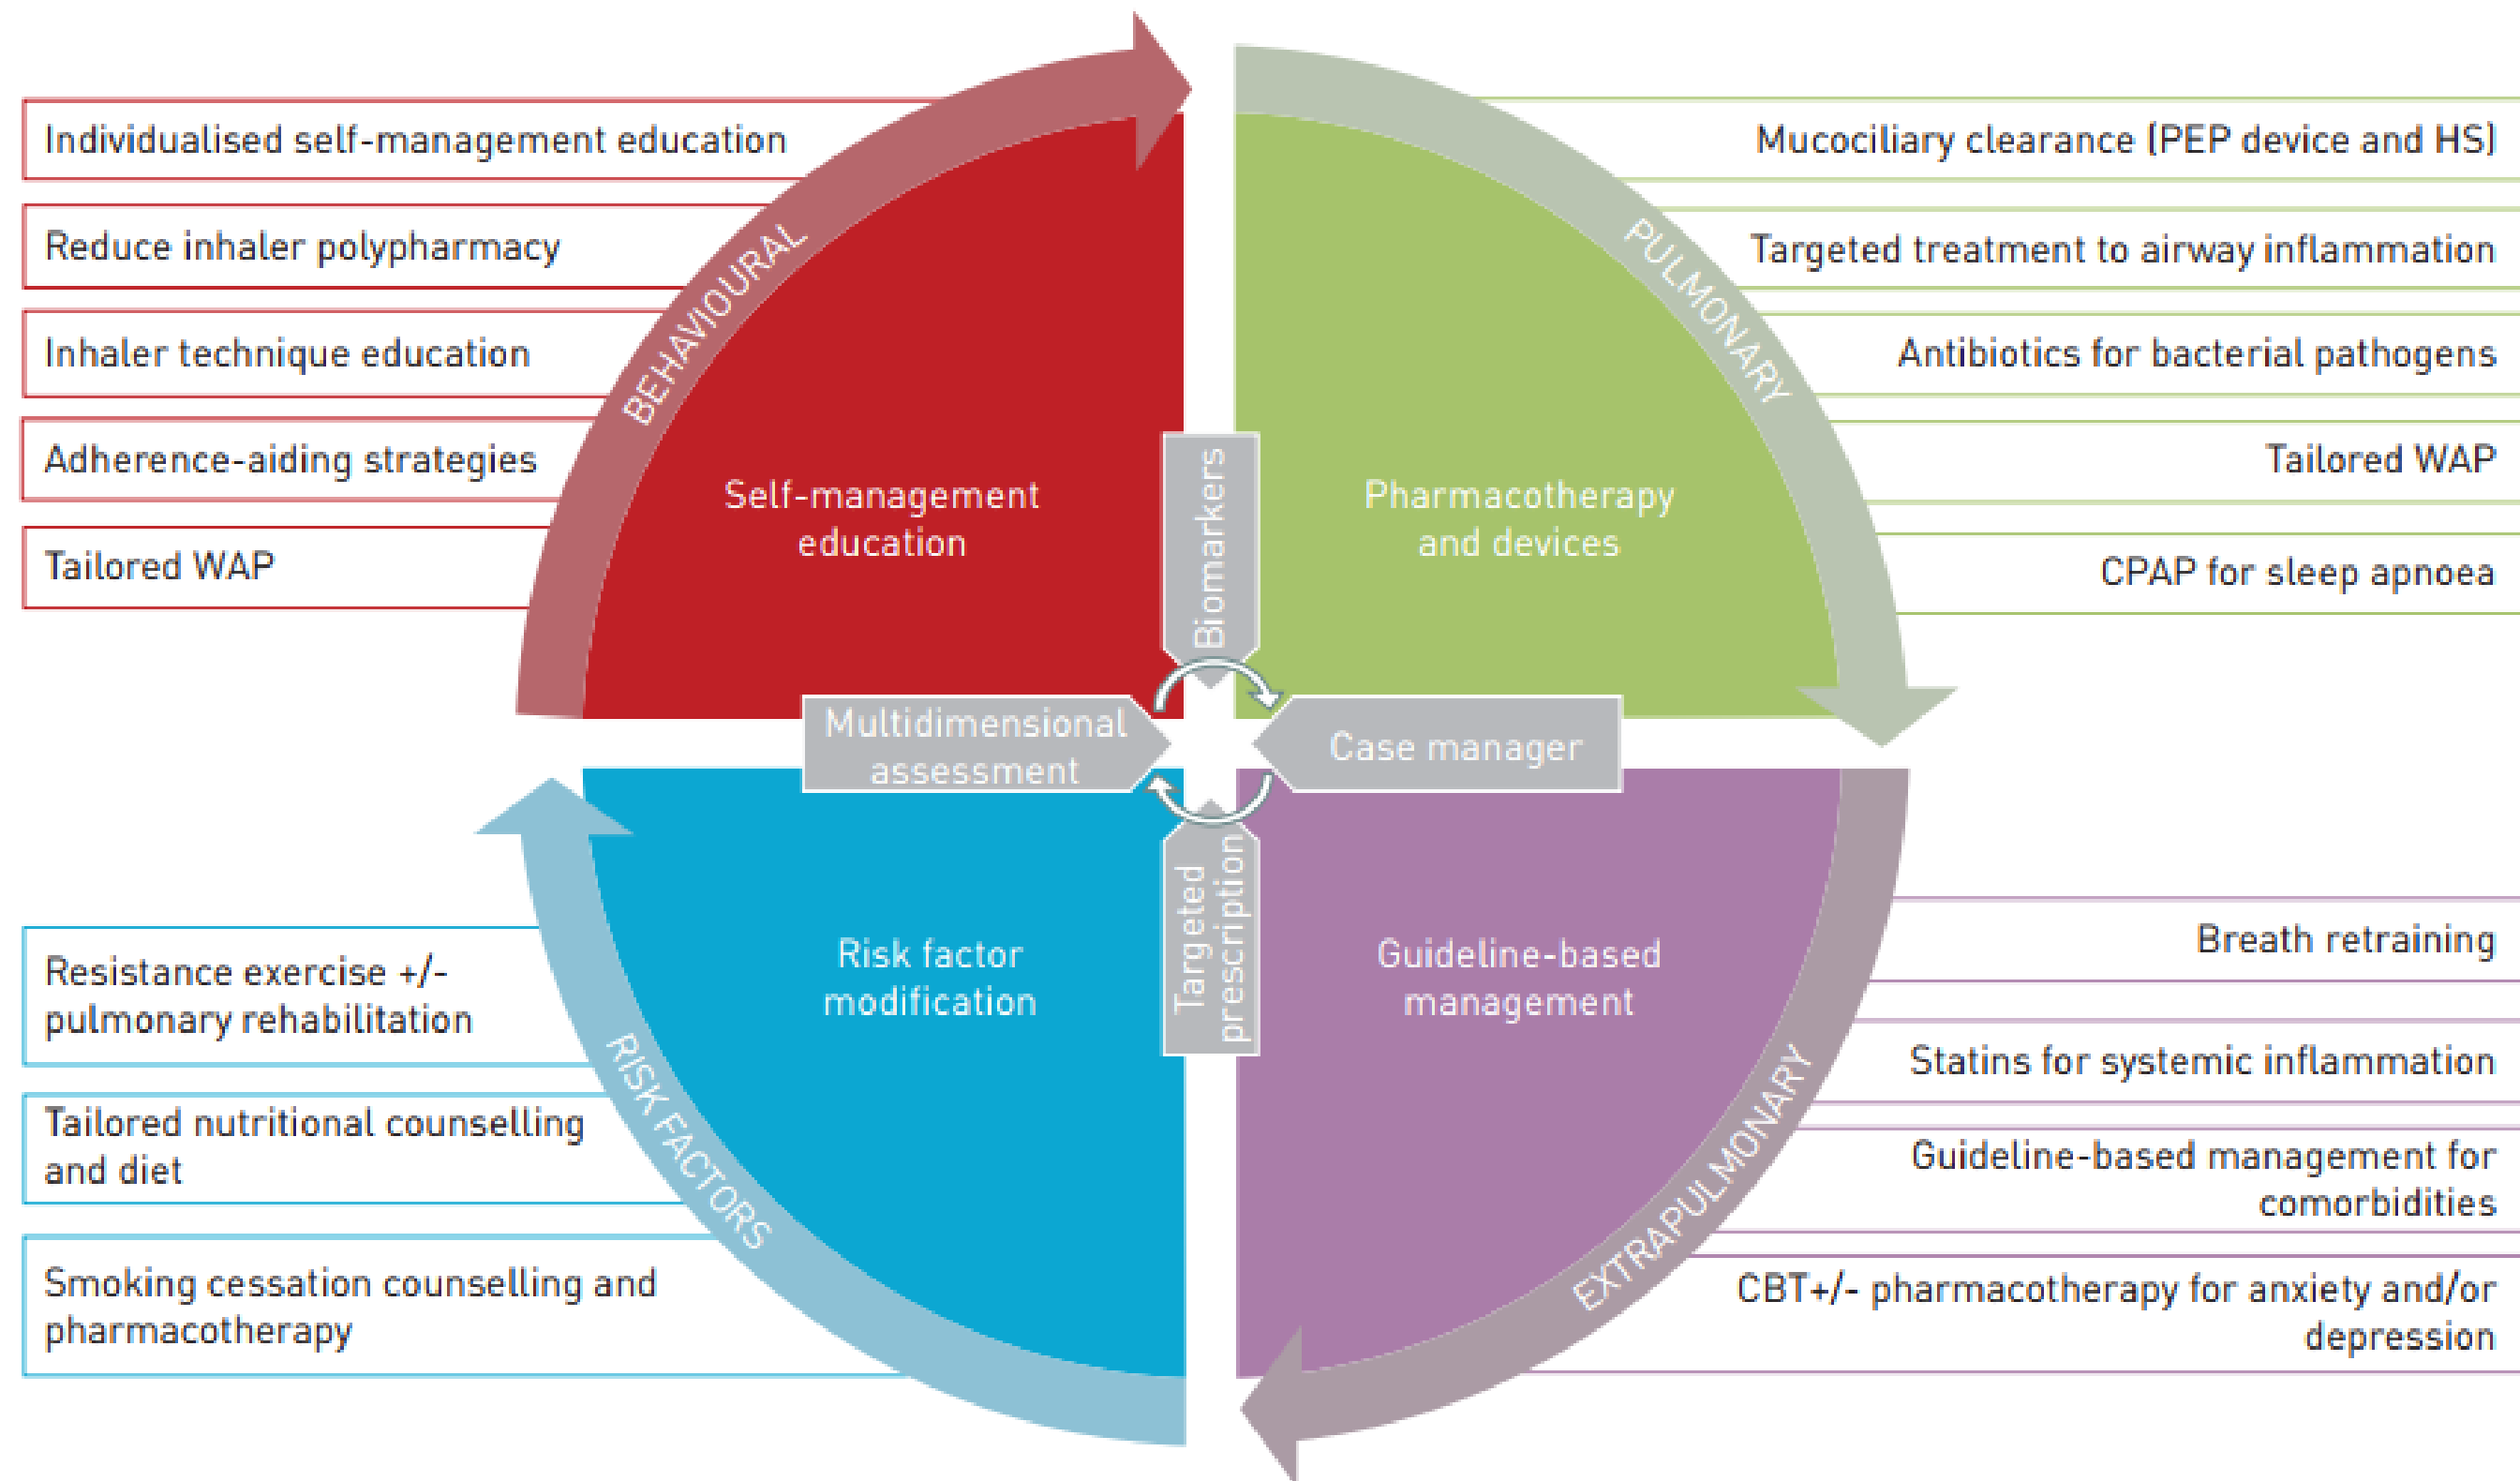 Individualised self-management education
Reduce inhaler polypharmacy
Inhaler technique education
Adherence-aiding strategies
Tailored WAP
BEHAVIOURAL
Self-management
education
Mucociliary clearance (PEP device and HS)
Targeted treatment to airway inflammation
Antibiotics for bacterial pathogens
Tailored WAP
CPAP for sleep apnoea
PULMONARY
Pharmacotherapy
and devices
Biomarkers
Multidimensional
assessment
Case manager
Targeted
prescription
Resistance exercise +/-
pulmonary rehabilitation
Tailored nutritional counselling
and diet
Smoking cessation counselling and
pharmacotherapy
RISK FACTORS
Risk factor
modification
Guideline-based
management
EXTRAPULMONARY
Breath retraining
Statins for systemic inflammation
Guideline-based management for
comorbidities
CBT+/- pharmacotherapy for anxiety and/or
depression